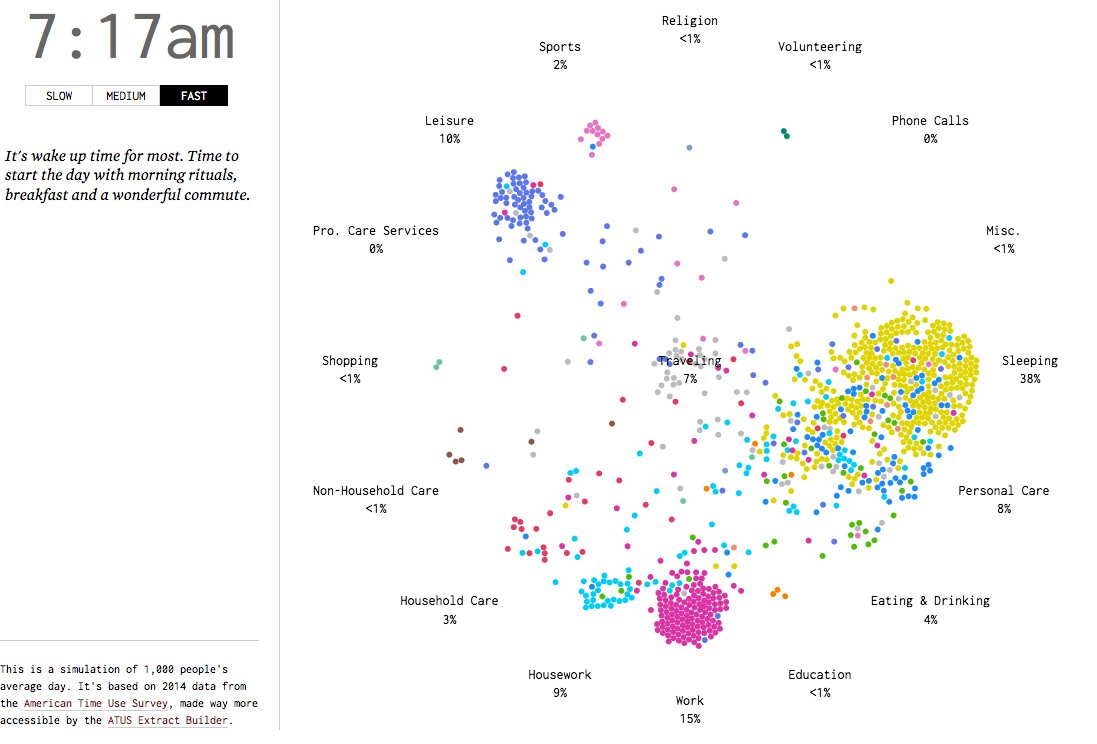 7:17am
SLOW
MEDIUM
FAST
It's wake up time for most. Time to
start the day with morning rituals,
breakfast and a wonderful commute.
This is a simulation of 1,000 people's
average day. It's based on 2014 data from
the American Time Use Survey, made way more
accessible by the ATUS Extract Builder.
Religion
<1%
Sports
2%
Volunteering
<1%
Leisure
10%
Phone Calls
0%
Pro. Care Services
0%
Misc.
<1%
Shopping
<1%
Traveling
7%
Sleeping
38%
Non-Household Care
<1%
Personal Care
8%
Household Care
3%
Eating & Drinking
4%
Housework
9%
Education
<1%
Work
15%